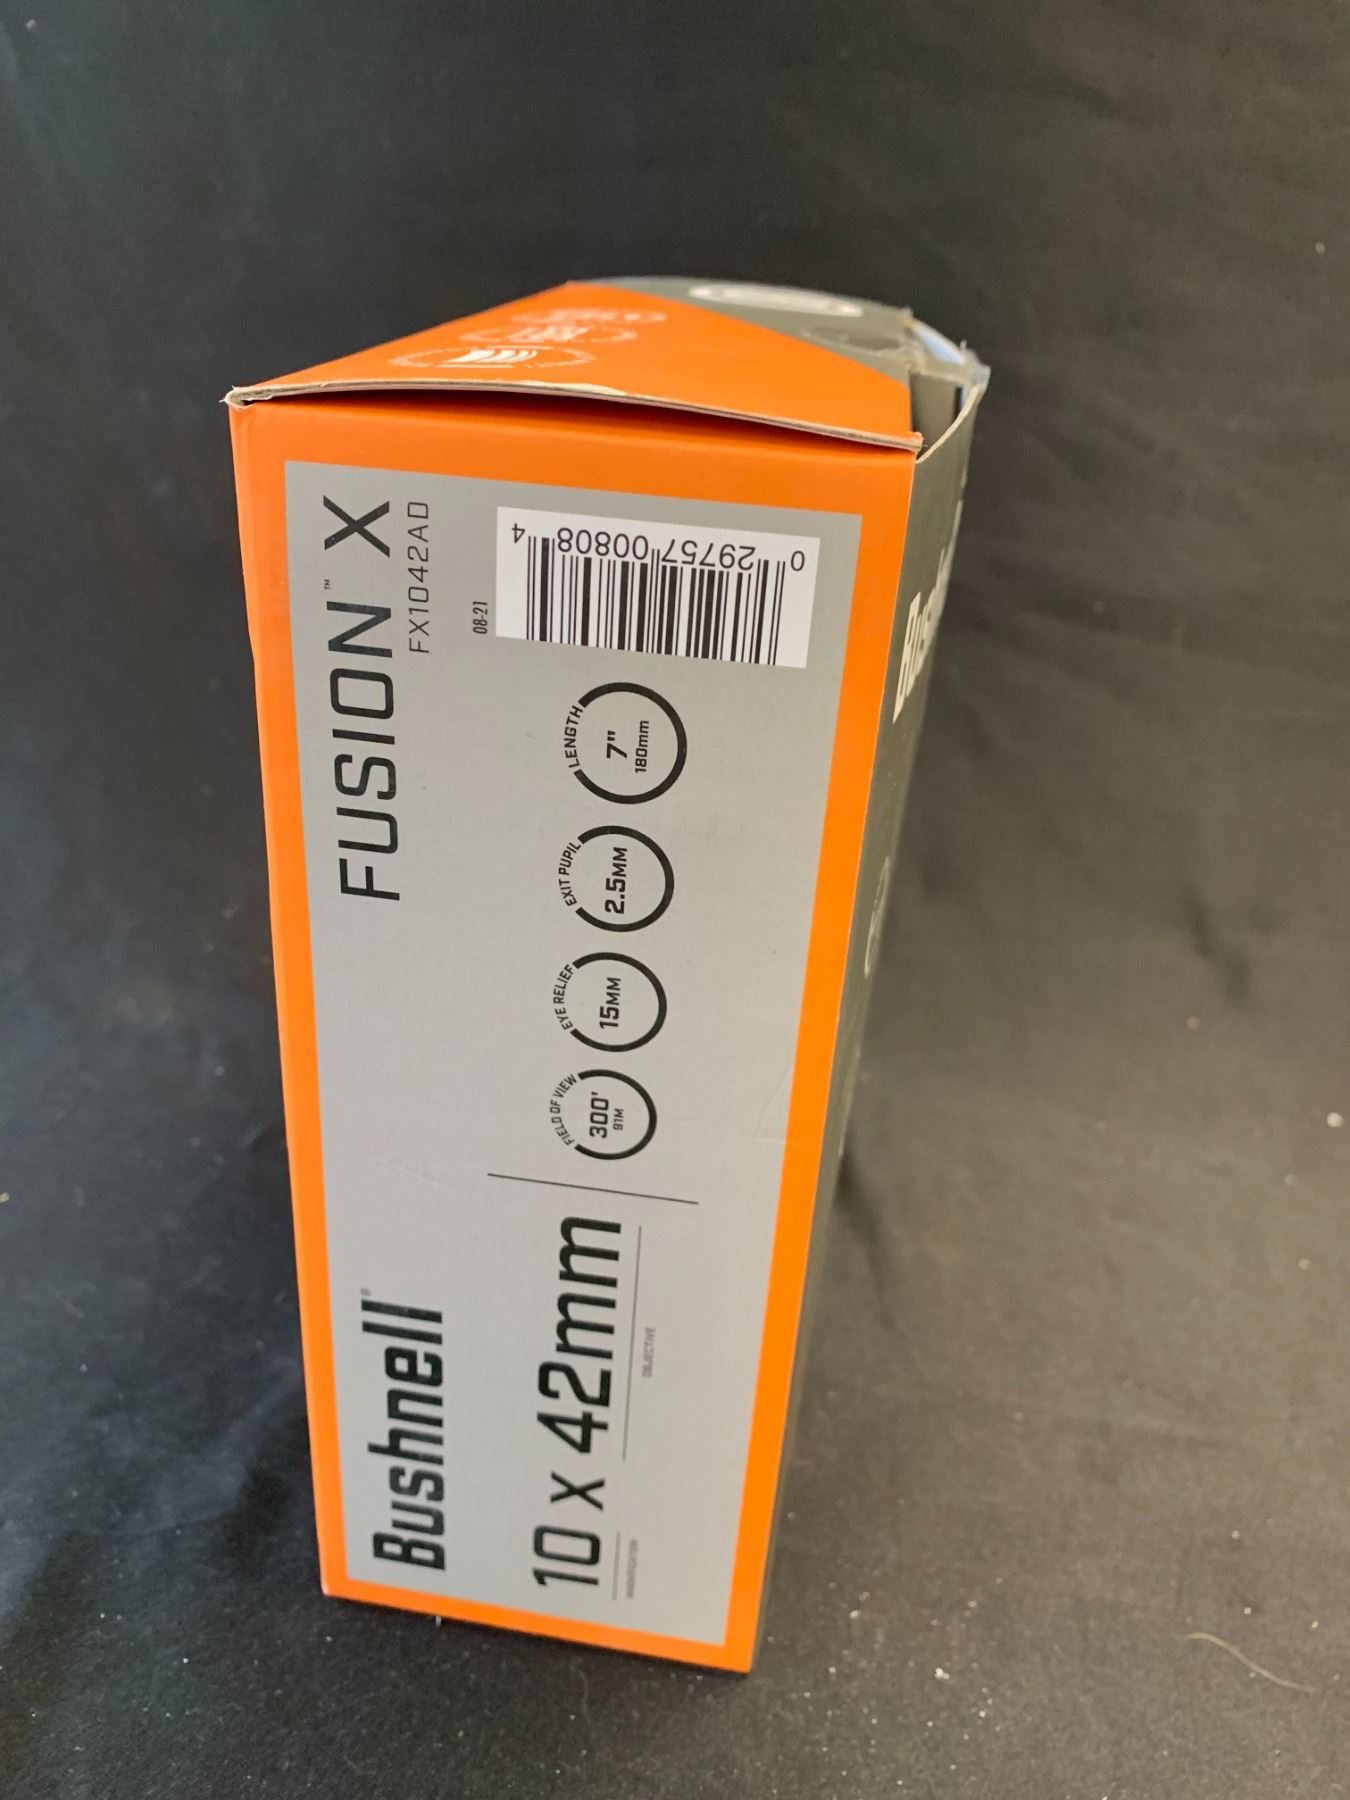 Bushnell®
FUSION™ X
FX1042AD
10 x 42mm
MAGNIFICATION
OBJECTIVE
FIELD OF VIEW
300'
91M
EYE RELIEF
15MM
EXIT PUPIL
2.5MM
LENGTH
7"
180mm
08-21
0 29757 00808 4